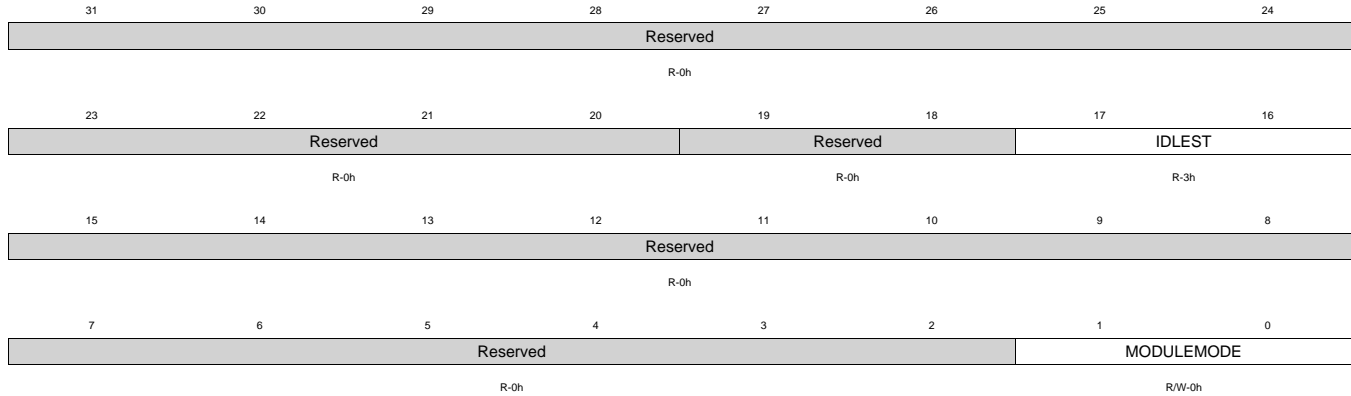 31 30 29 28 27 26 25 24
Reserved
R-0h
23 22 21 20 19 18 17 16
Reserved Reserved IDLEST
R-0h R-0h R-3h
15 14 13 12 11 10 9 8
Reserved
R-0h
7 6 5 4 3 2 1 0
Reserved MODULEMODE
R-0h R/W-0h